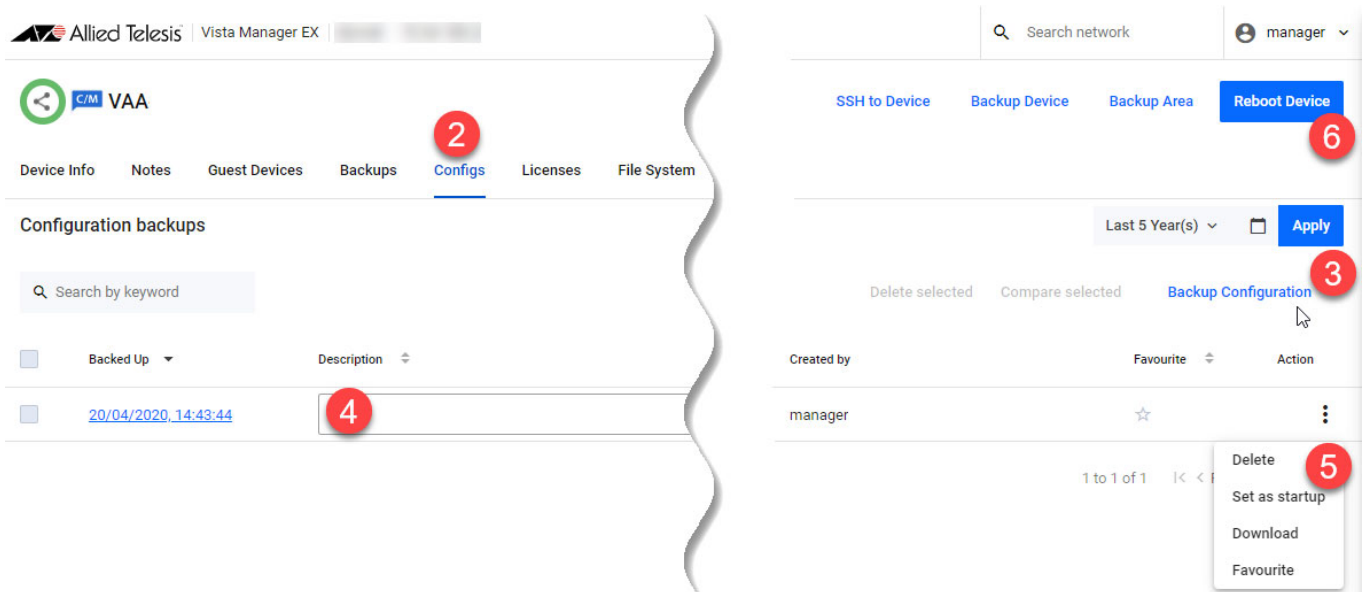 Allied Telesis Vista Manager EX
Search network
manager
C/M VAA
SSH to Device Backup Device Backup Area Reboot Device
2
6
Device Info Notes Guest Devices Backups Configs Licenses File System
Configuration backups
Last 5 Year(s) Apply
3
Search by keyword
Delete selected Compare selected Backup Configuration
Backed Up Description Created by Favourite Action
20/04/2020, 14:43:44 4 manager
1 to 1 of 1
Delete
5
Set as startup
Download
Favourite